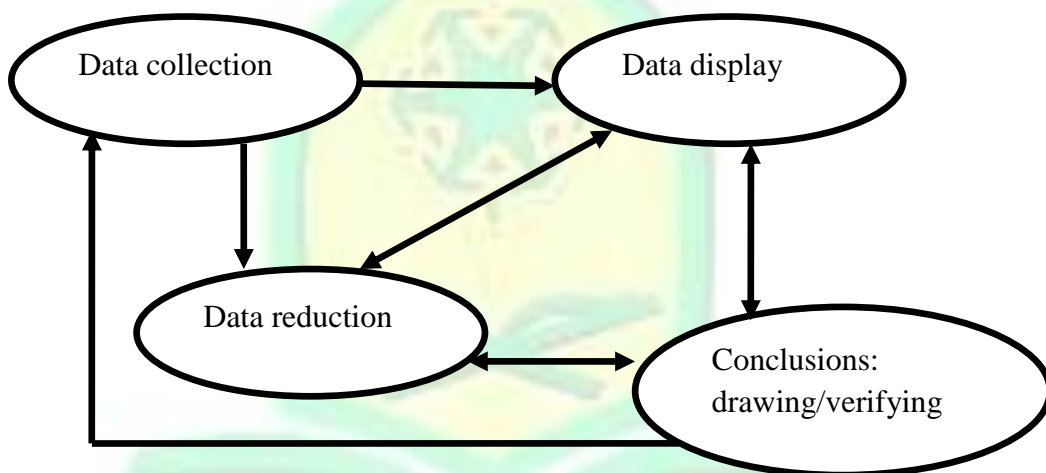 Data collection
Data display
Data reduction
Conclusions:
drawing/verifying